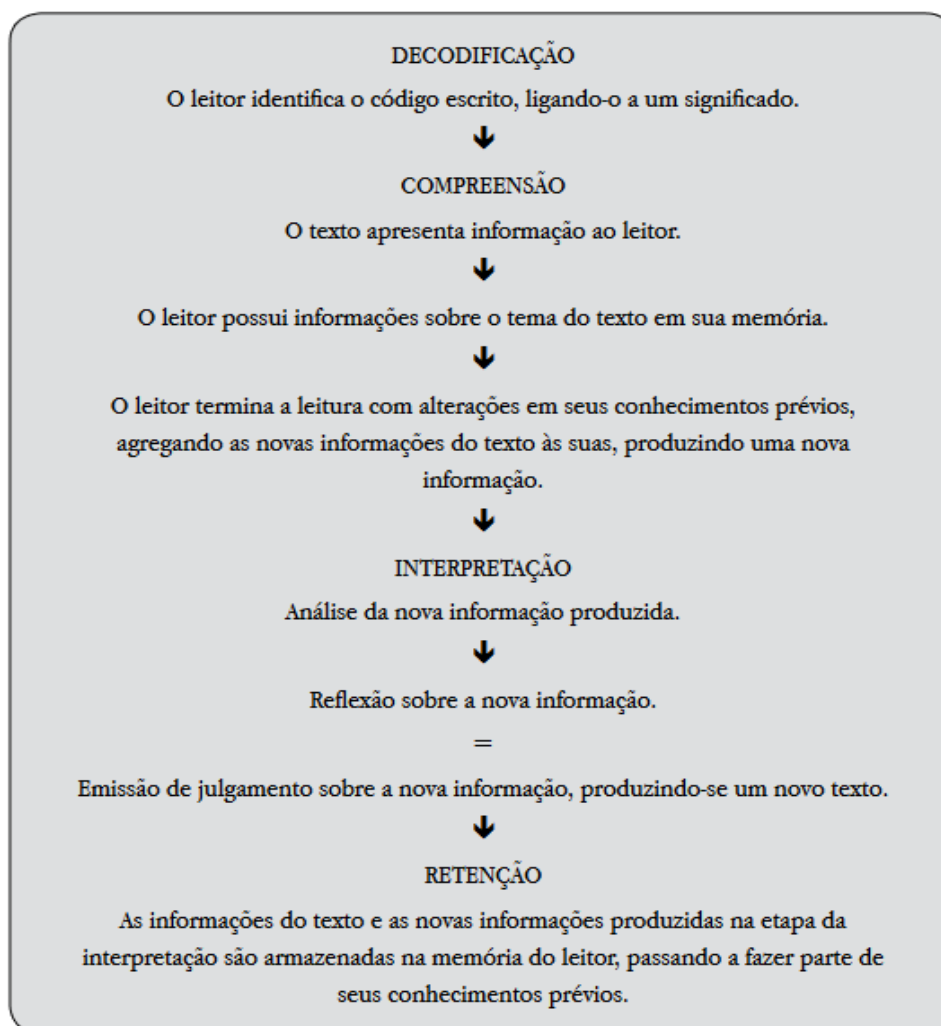 DECODIFICAÇÃO
O leitor identifica o código escrito, ligando-o a um significado.
↓
COMPREENSÃO
O texto apresenta informação ao leitor.
↓
O leitor possui informações sobre o tema do texto em sua memória.
↓
O leitor termina a leitura com alterações em seus conhecimentos prévios,
agregando as novas informações do texto às suas, produzindo uma nova
informação.
↓
INTERPRETAÇÃO
Análise da nova informação produzida.
↓
Reflexão sobre a nova informação.
=
Emissão de julgamento sobre a nova informação, produzindo-se um novo texto.
↓
RETENÇÃO
As informações do texto e as novas informações produzidas na etapa da
interpretação são armazenadas na memória do leitor, passando a fazer parte de
seus conhecimentos prévios.